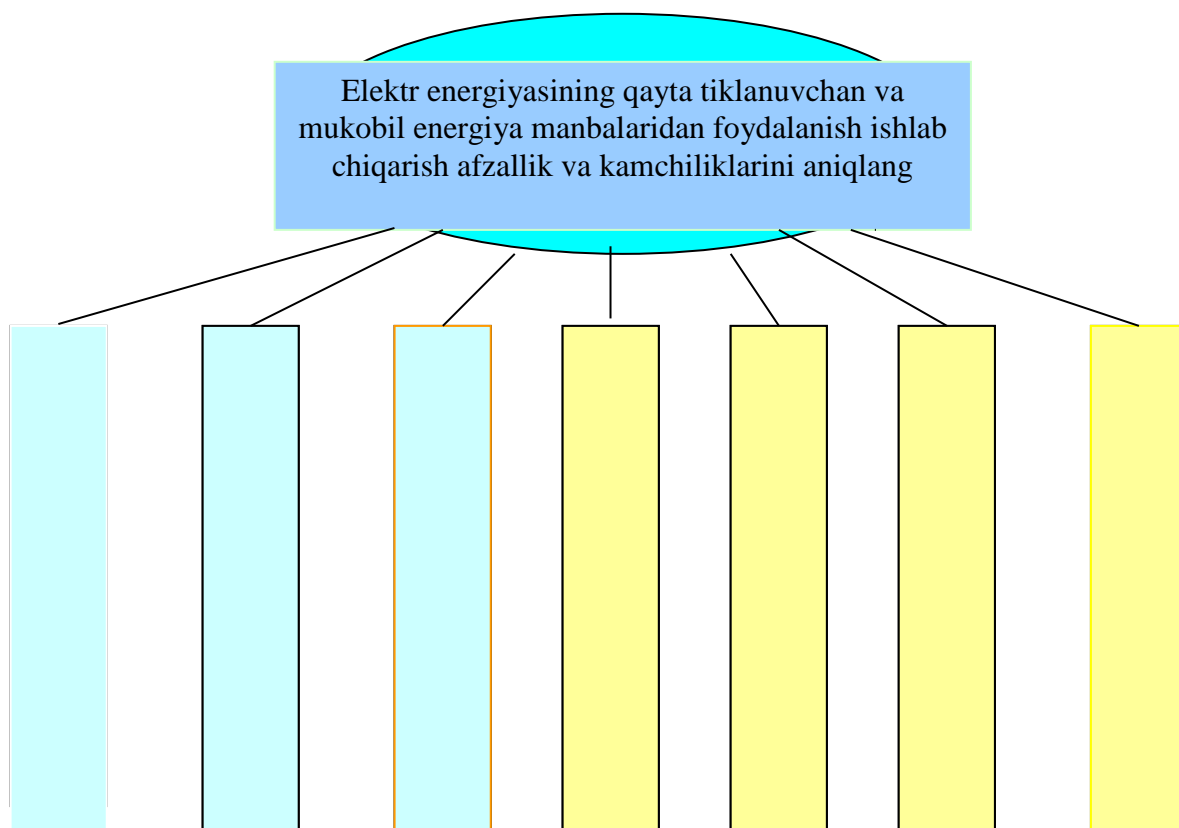 Elektr energiyasining qayta tiklanuvchan va
mukobil energiya manbalaridan foydalanish ishlab
chiqarish afzallik va kamchiliklarini aniqlang